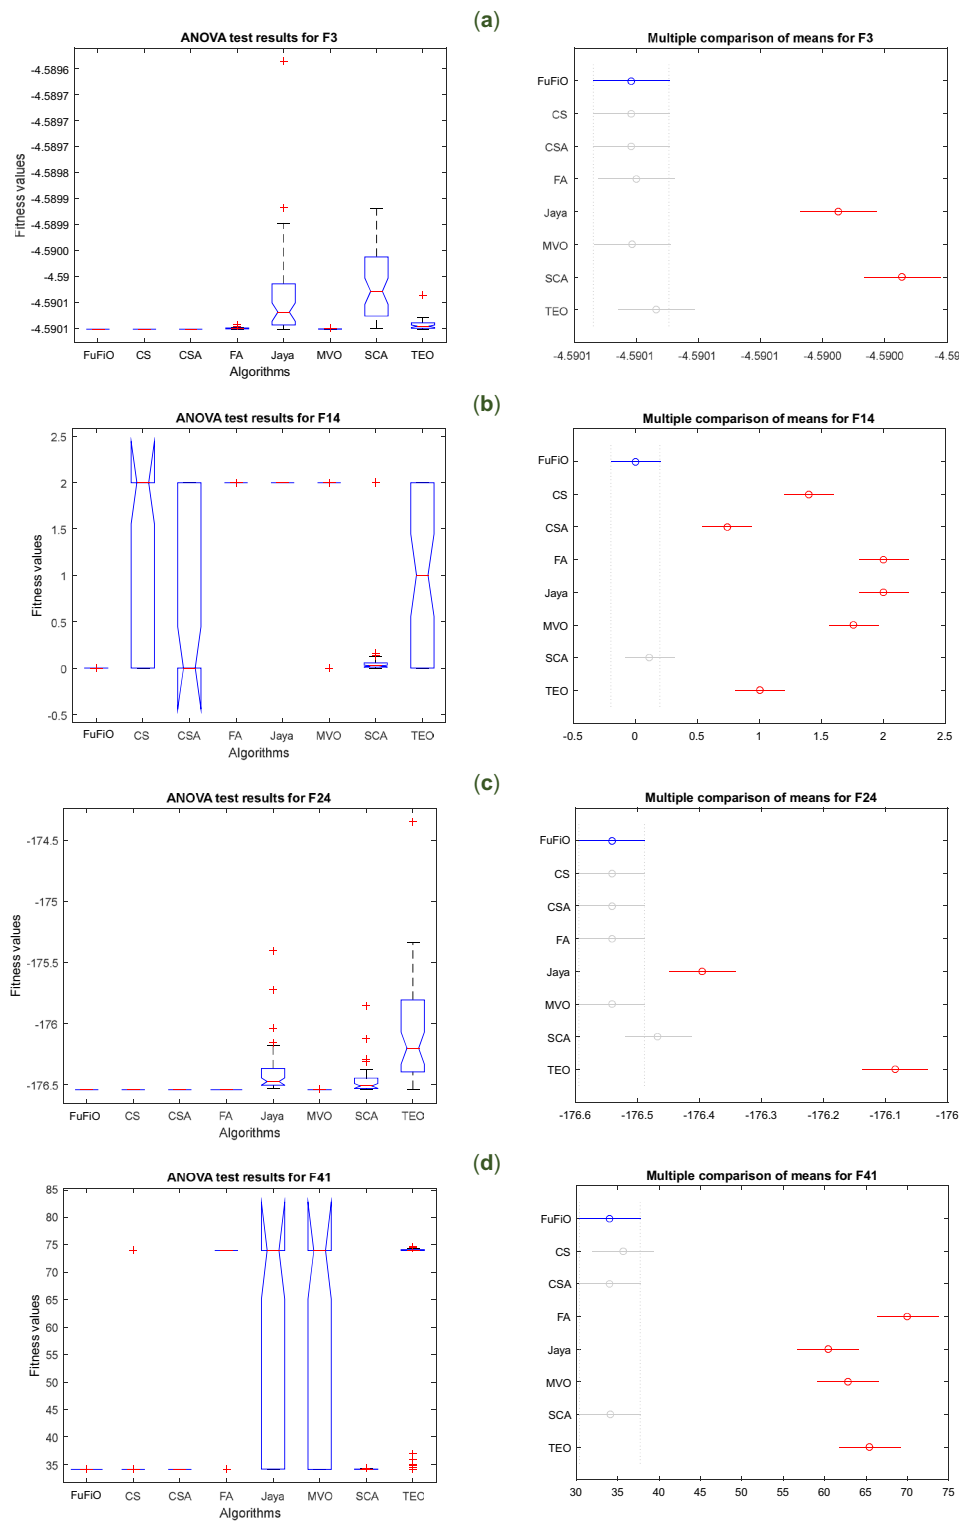 (a)
ANOVA test results for F3
Fitness values
-4.5896
-4.5897
-4.5897
-4.5898
-4.5899
-4.5899
-4.5900
-4.59
-4.5901
-4.5901
FuFiO CS CSA FA Jaya MVO SCA TEO
Algorithms
Multiple comparison of means for F3
FuFiO
CS
CSA
FA
Jaya
MVO
SCA
TEO
-4.5901 -4.5901 -4.5901 -4.5901 -4.5900 -4.5900 -4.59
(b)
ANOVA test results for F14
Fitness values
2.5
2
1.5
1
0.5
0
-0.5
FuFiO CS CSA FA Jaya MVO SCA TEO
Algorithms
Multiple comparison of means for F14
FuFiO
CS
CSA
FA
Jaya
MVO
SCA
TEO
-0.5 0 0.5 1 1.5 2 2.5
(c)
ANOVA test results for F24
Fitness values
-174.5
-175
-175.5
-176
-176.5
FuFiO CS CSA FA Jaya MVO SCA TEO
Algorithms
Multiple comparison of means for F24
FuFiO
CS
CSA
FA
Jaya
MVO
SCA
TEO
-176.6 -176.5 -176.4 -176.3 -176.2 -176.1 -176
(d)
ANOVA test results for F41
Fitness values
85
80
75
70
65
60
55
50
45
40
35
FuFiO CS CSA FA Jaya MVO SCA TEO
Algorithms
Multiple comparison of means for F41
FuFiO
CS
CSA
FA
Jaya
MVO
SCA
TEO
30 35 40 45 50 55 60 65 70 75